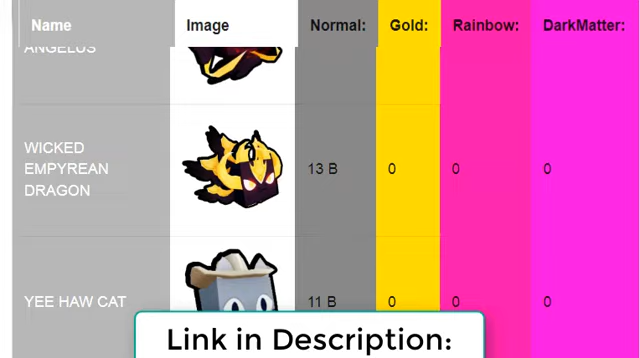 Name Image Normal: Gold: Rainbow: DarkMatter:
ANGELUS
WICKED
EMPYREAN
DRAGON
13 B 0 0 0
YEE HAW CAT 11 B 0 0 0
Link in Description: